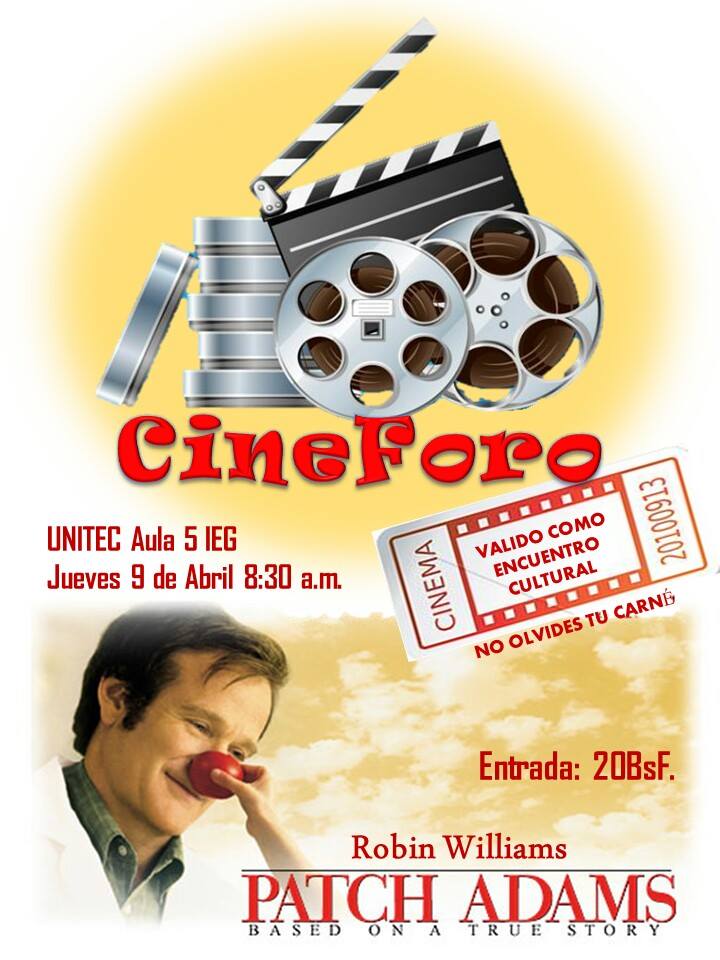 CineForo
UNITEC Aula 5 IEG
Jueves 9 de Abril 8:30 a.m.
CINEMA
VALIDO COMO
ENCUENTRO
CULTURAL
20100913
NO OLVIDES TU CARNÉ
Entrada: 20BsF.
Robin Williams
PATCH ADAMS
BASED ON A TRUE STORY